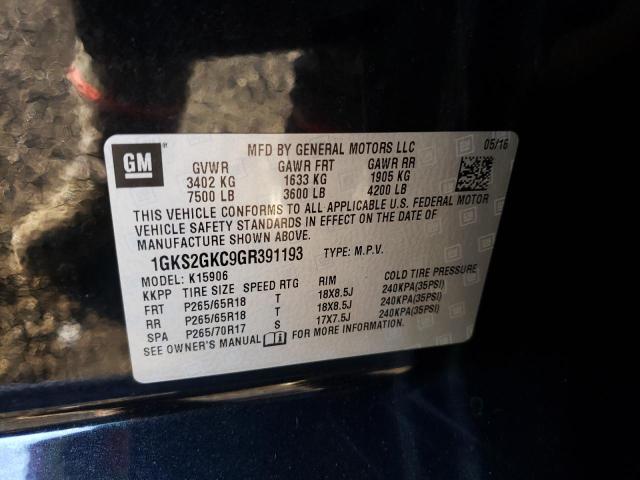 GM
MFD BY GENERAL MOTORS LLC 05/16
GVWR GAWR FRT GAWR RR
3402 KG 1633 KG 1905 KG
7500 LB 3600 LB 4200 LB
THIS VEHICLE CONFORMS TO ALL APPLICABLE U.S. FEDERAL MOTOR
VEHICLE SAFETY STANDARDS IN EFFECT ON THE DATE OF
MANUFACTURE SHOWN ABOVE.
1GKS2GKC9GR391193 TYPE: M.P.V.
MODEL: K15906
KKPP TIRE SIZE SPEED RTG RIM COLD TIRE PRESSURE
FRT P265/65R18 T 18X8.5J 240KPA(35PSI)
RR P265/65R18 T 18X8.5J 240KPA(35PSI)
SPA P265/70R17 S 17X7.5J 240KPA(35PSI)
SEE OWNER'S MANUAL FOR MORE INFORMATION.